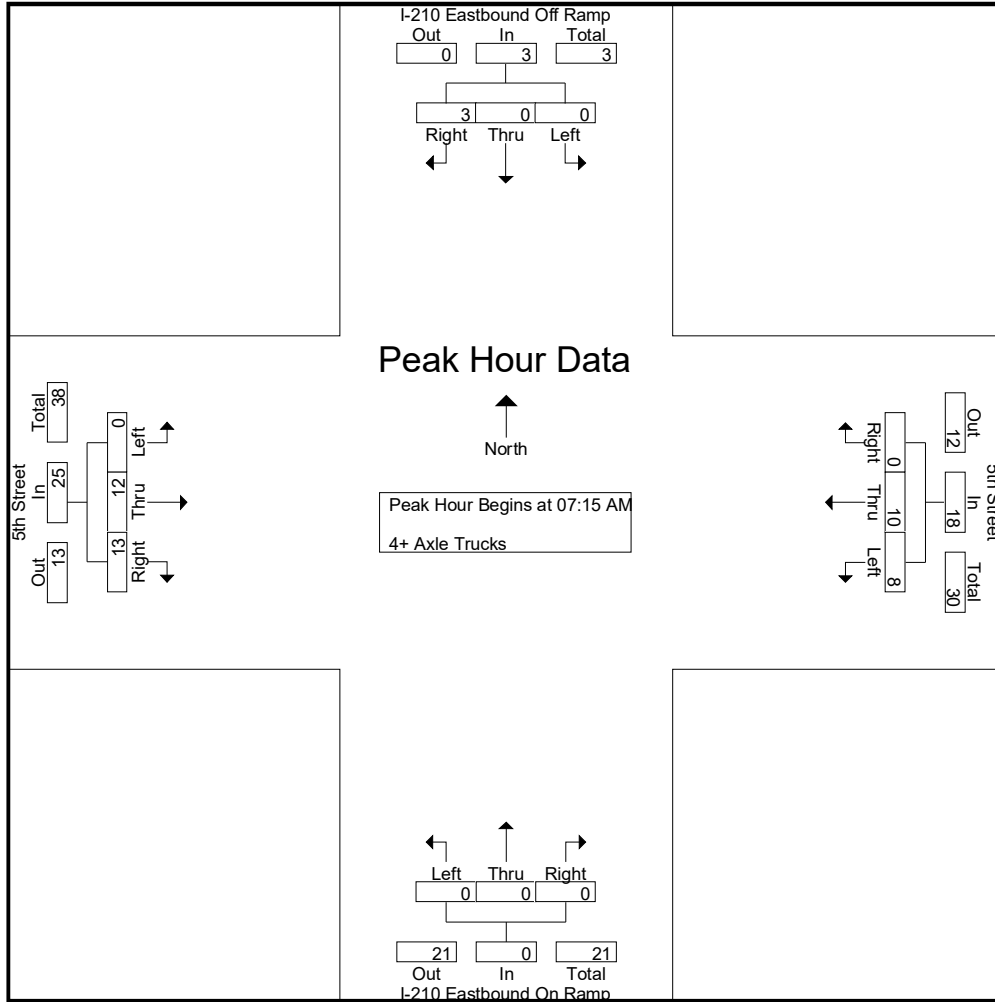 I-210 Eastbound Off Ramp
Out In Total
0 3 3
3 0 0
Right Thru Left
Peak Hour Data
North
Peak Hour Begins at 07:15 AM
4+ Axle Trucks
5th Street
Total In Out
38 25 13
0 12 13
Left Thru Right
Right Thru Left
0 10 8
12 18 30
Out In Total
5th Street
Left Thru Right
0 0 0
21 0 21
Out In Total
I-210 Eastbound On Ramp